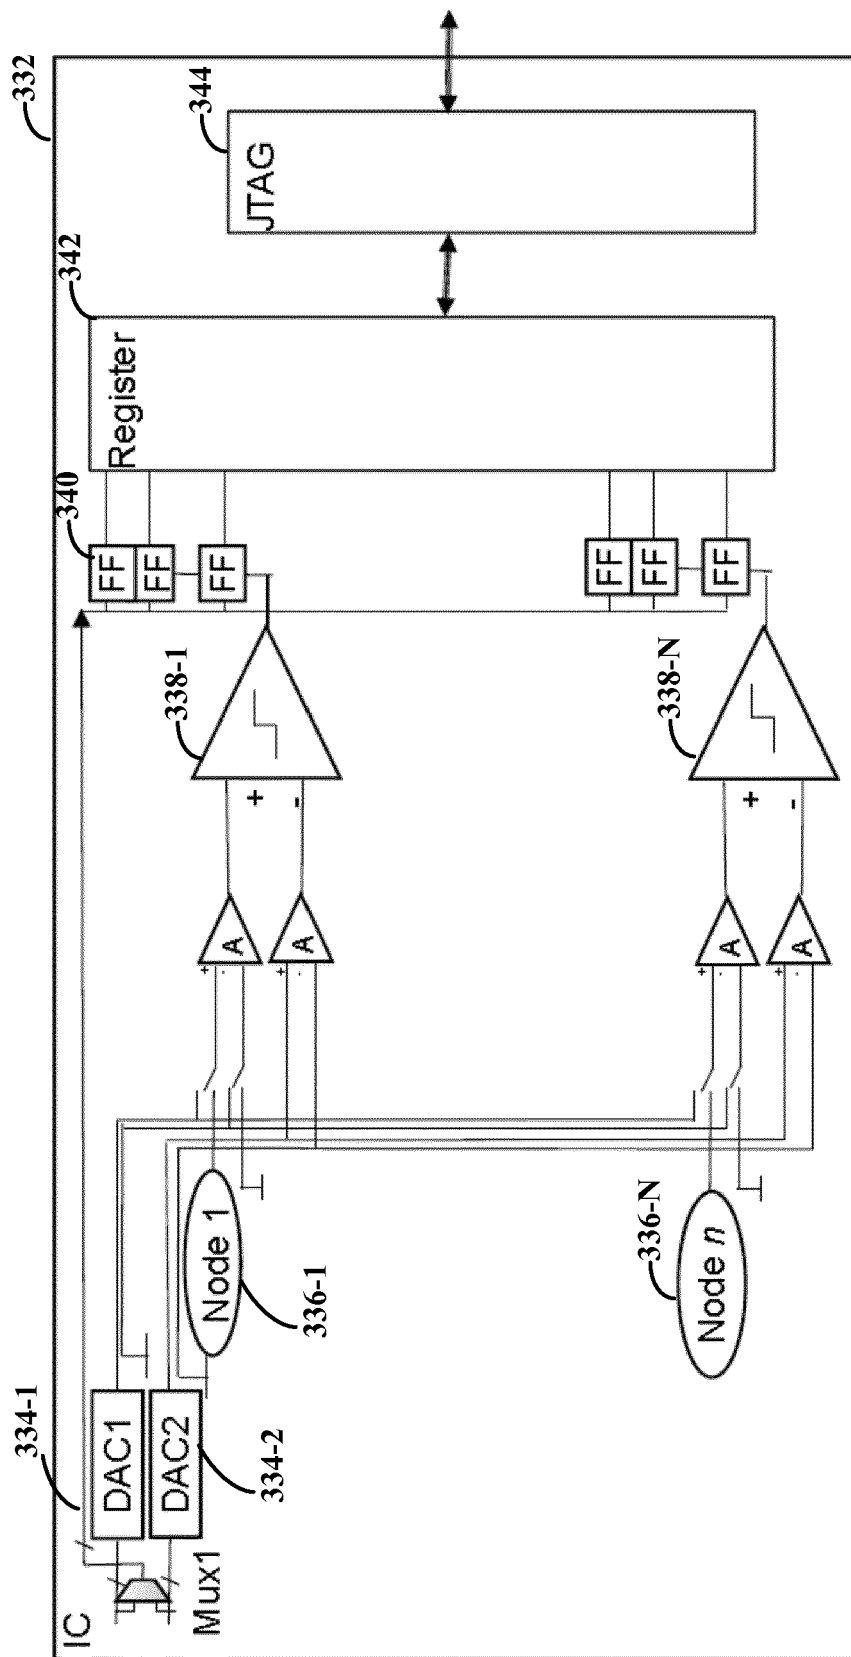 IC
332
Mux1
334-1
DAC1
DAC2
334-2
Node 1
336-1
Node n
336-N
+
-
A
+
-
A
+
-
A
+
-
A
+
-
338-1
+
-
338-N
340
FF
FF
FF
FF
FF
FF
Register
342
JTAG
344